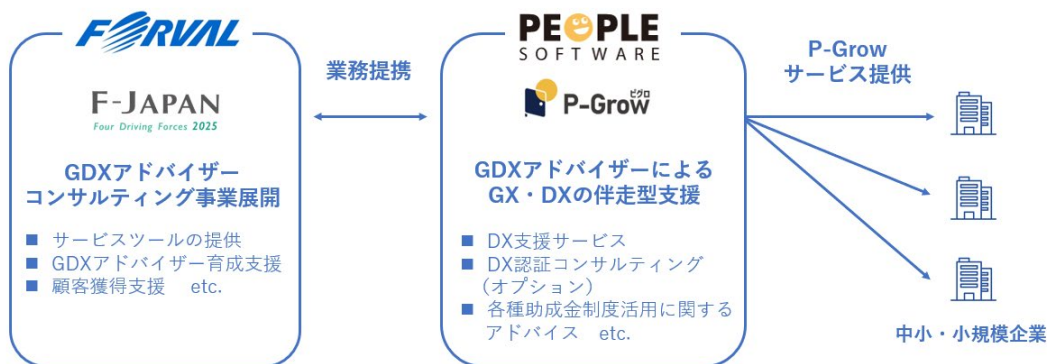 FORVAL
F-JAPAN
Four Driving Forces 2025
GDXアドバイザー
コンサルティング事業展開
■ サービスツールの提供
■ GDXアドバイザー育成支援
■ 顧客獲得支援 etc.
業務提携
PEOPLE
SOFTWARE
ピグロ
P-Grow
GDXアドバイザーによる
GX・DXの伴走型支援
■ DX支援サービス
■ DX認証コンサルティング
(オプション)
■ 各種助成金制度活用に関する
アドバイス etc.
P-Grow
サービス提供
中小・小規模企業